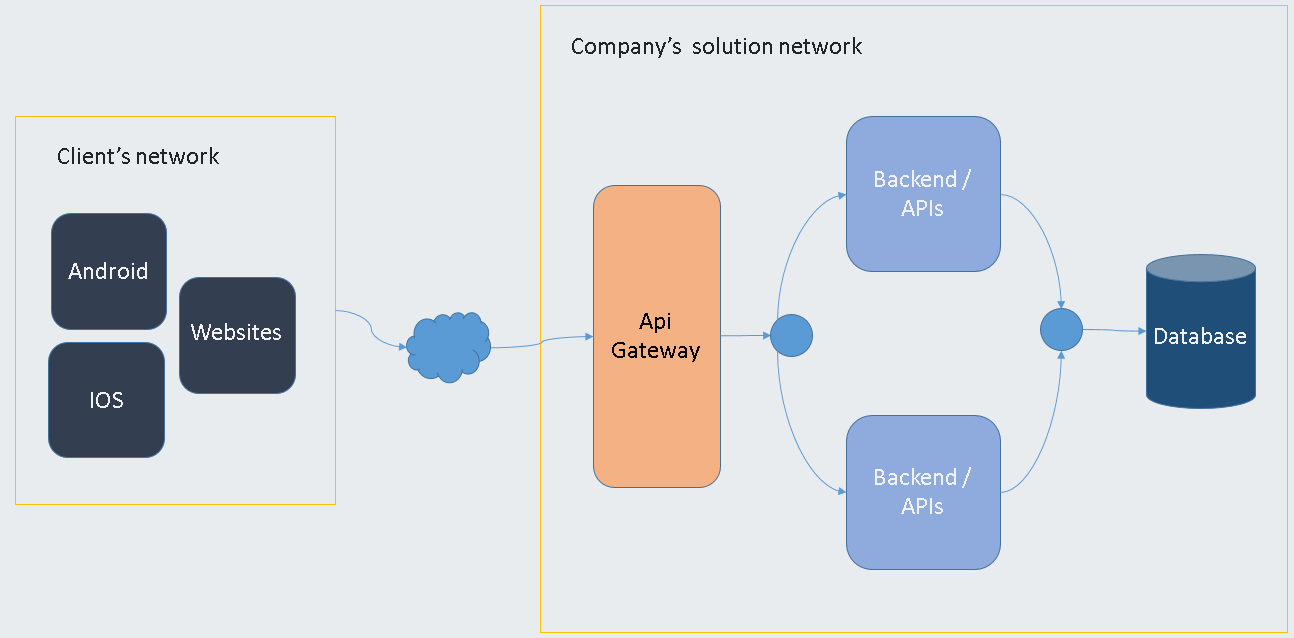 Company's  solution network
Client's network
Android
Websites
IOS
Api
Gateway
Backend /
APIs
Backend /
APIs
Database